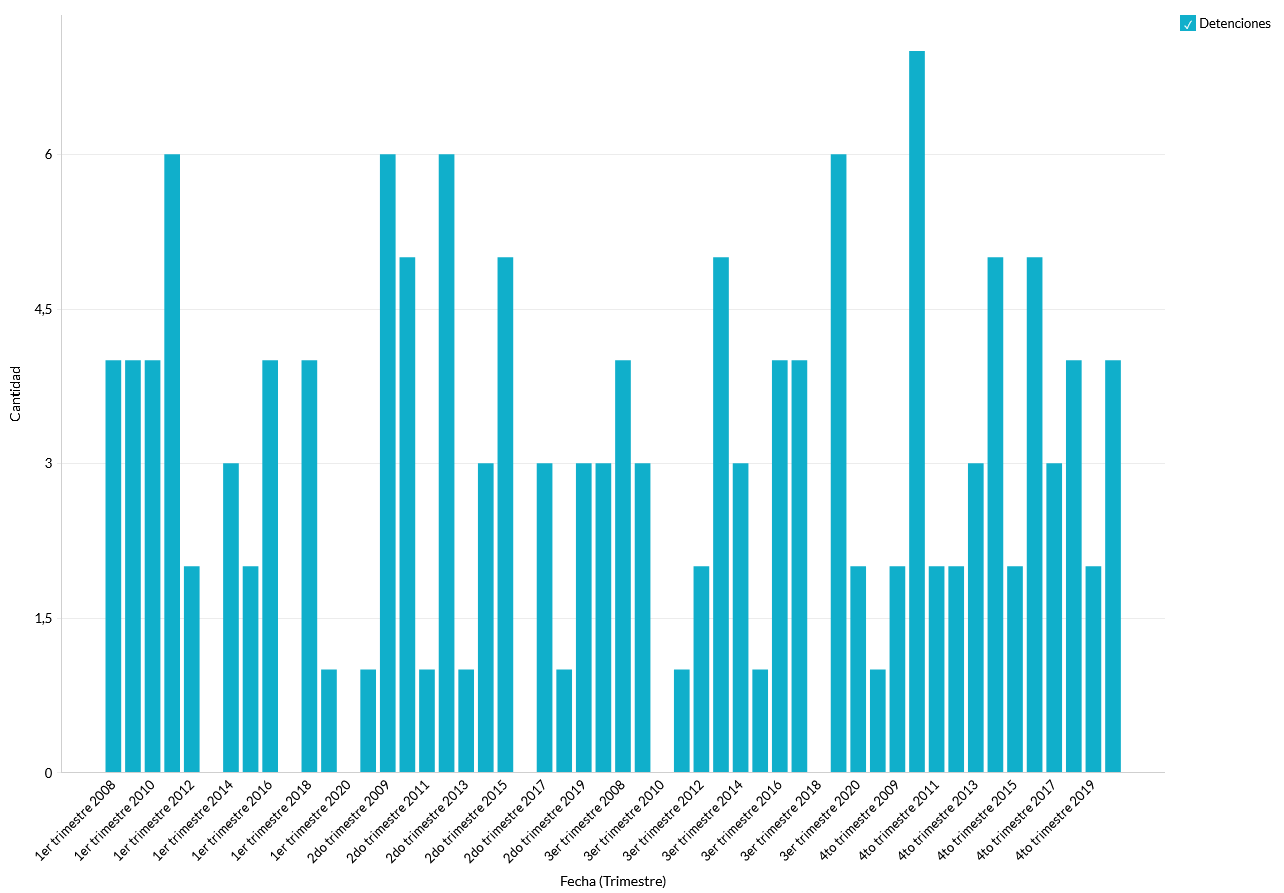 Detenciones
6
4,5
3
1,5
0
Cantidad
1er trimestre 2008
1er trimestre 2010
1er trimestre 2012
1er trimestre 2014
1er trimestre 2016
1er trimestre 2018
1er trimestre 2020
2do trimestre 2009
2do trimestre 2011
2do trimestre 2013
2do trimestre 2015
2do trimestre 2017
2do trimestre 2019
3er trimestre 2008
3er trimestre 2010
3er trimestre 2012
3er trimestre 2014
3er trimestre 2016
3er trimestre 2018
3er trimestre 2020
4to trimestre 2009
4to trimestre 2011
4to trimestre 2013
4to trimestre 2015
4to trimestre 2017
4to trimestre 2019
Fecha (Trimestre)